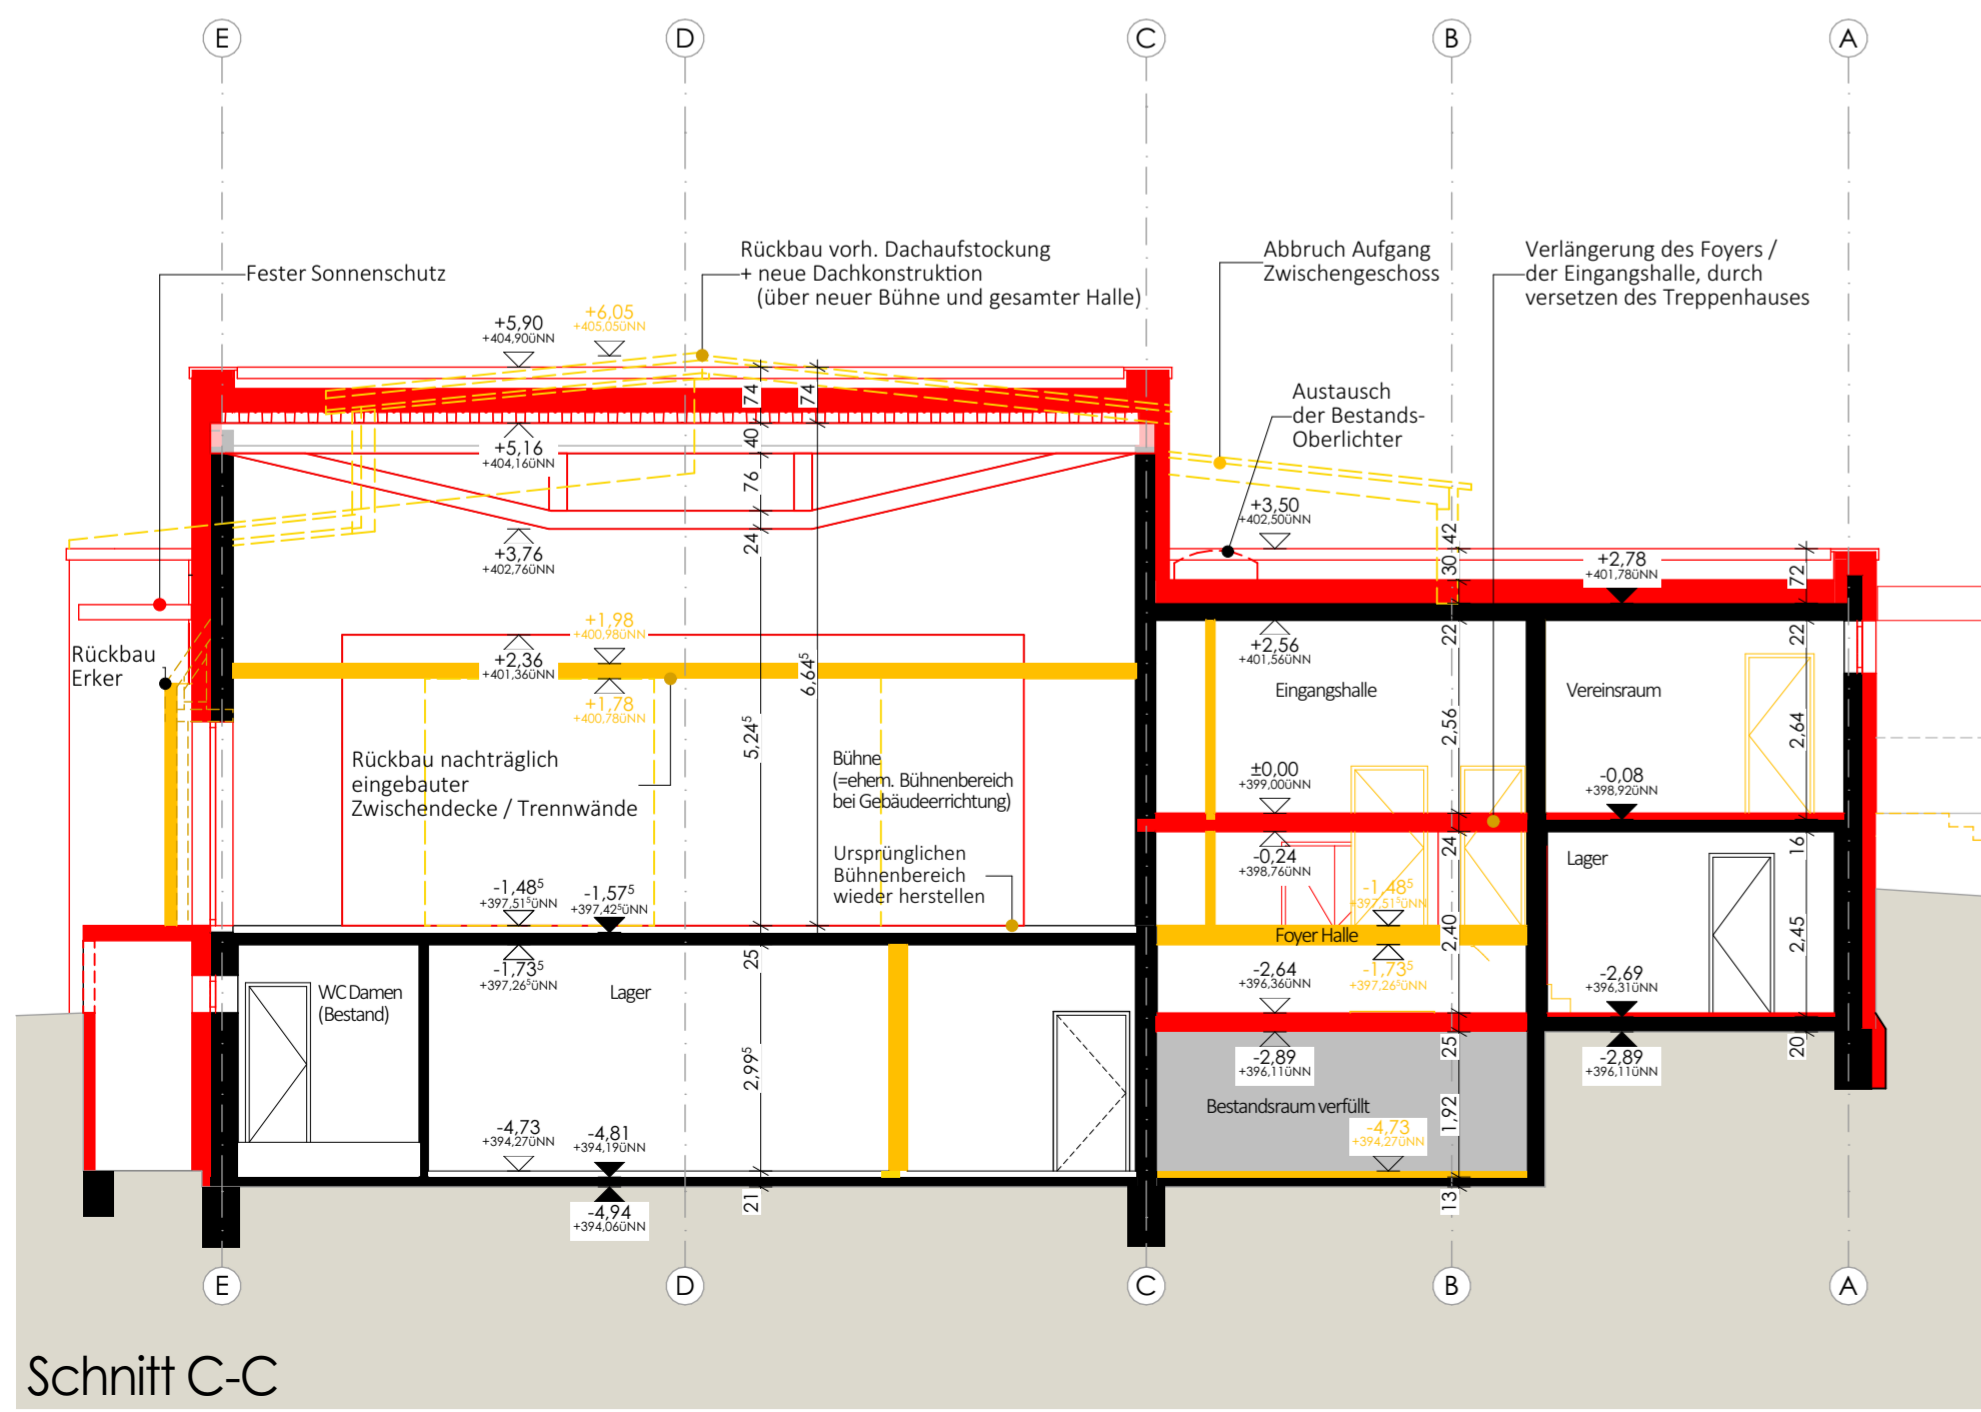 E
D
C
B
A
Fester Sonnenschutz
Rückbau vorh. Dachaufstockung
+ neue Dachkonstruktion
(über neuer Bühne und gesamter Halle)
Abbruch Aufgang
Zwischengeschoss
Verlängerung des Foyers /
der Eingangshalle, durch
versetzen des Treppenhauses
+5,90
+404,90üNN
+6,05
+405,05üNN
Austausch
der Bestands-
Oberlichter
74
74
40
+5,16
+404,16üNN
76
24
+3,76
+402,76üNN
+3,50
+402,50üNN
42
30
+2,78
+401,78üNN
72
Rückbau
Erker
+1,98
+400,98üNN
+2,36
+401,36üNN
+1,78
+400,78üNN
6,64⁵
5,24⁵
22
+2,56
+401,56üNN
22
Eingangshalle
Vereinsraum
2,56
2,64
Rückbau nachträglich
eingebauter
Zwischendecke / Trennwände
Bühne
(=ehem. Bühnenbereich
bei Gebäudeerrichtung)
±0,00
+399,00üNN
-0,08
+398,92üNN
Ursprünglichen
Bühnenbereich
wieder herstellen
-0,24
+398,76üNN
24
16
Lager
-1,48⁵
+397,51⁵üNN
-1,57⁵
+397,42⁵üNN
-1,48⁵
+397,51⁵üNN
Foyer Halle
2,40
2,45
-1,73⁵
+397,26⁵üNN
25
-2,64
+396,36üNN
-1,73⁵
+397,26⁵üNN
-2,69
+396,31üNN
WC Damen
(Bestand)
Lager
2,99⁵
-2,89
+396,11üNN
25
-2,89
+396,11üNN
20
Bestandsraum verfüllt
1,92
-4,73
+394,27üNN
-4,81
+394,19üNN
-4,73
+394,27üNN
21
13
-4,94
+394,06üNN
E
D
C
B
A
Schnitt C-C